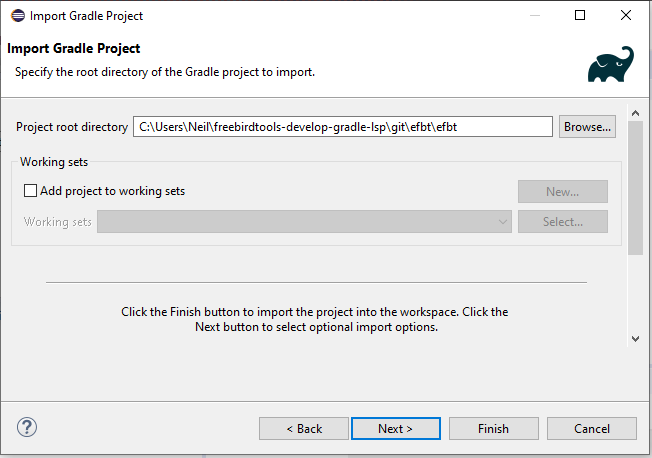 Import Gradle Project
Import Gradle Project
Specify the root directory of the Gradle project to import.
Project root directory C:\Users\Neil\freebirdtools-develop-gradle-lsp\git\efbt\efbt Browse...
Working sets
Add project to working sets New...
Working sets Select...
Click the Finish button to import the project into the workspace. Click the
Next button to select optional import options.
? < Back Next > Finish Cancel